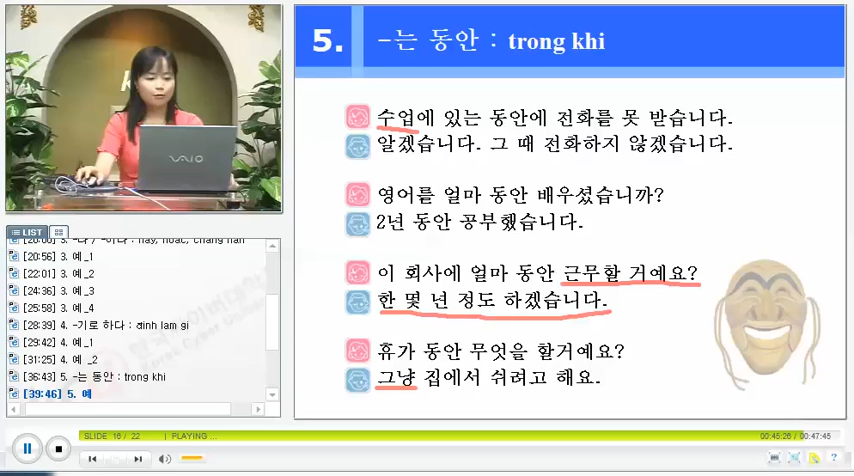 5. -는 동안 : trong khi
수업에 있는 동안에 전화를 못 받습니다.
알겠습니다. 그 때 전화하지 않겠습니다.
영어를 얼마 동안 배우셨습니까?
2년 동안 공부했습니다.
이 회사에 얼마 동안 근무할 거예요?
한 몇 년 정도 하겠습니다.
휴가 동안 무엇을 할거예요?
그냥 집에서 쉬려고 해요.
VAIO
LIST
[20:56] 3. 예_1
[22:01] 3. 예_2
[24:36] 3. 예_3
[25:58] 3. 예_4
[28:39] 4. -기로 하다 : đinh lam gi
[29:42] 4. 예_1
[31:25] 4. 예 _2
[36:43] 5. -는 동안 : trong khi
[39:46] 5. 예
SLIDE 16 / 22 | PLAYING ...
00:45:26 / 00:47:45